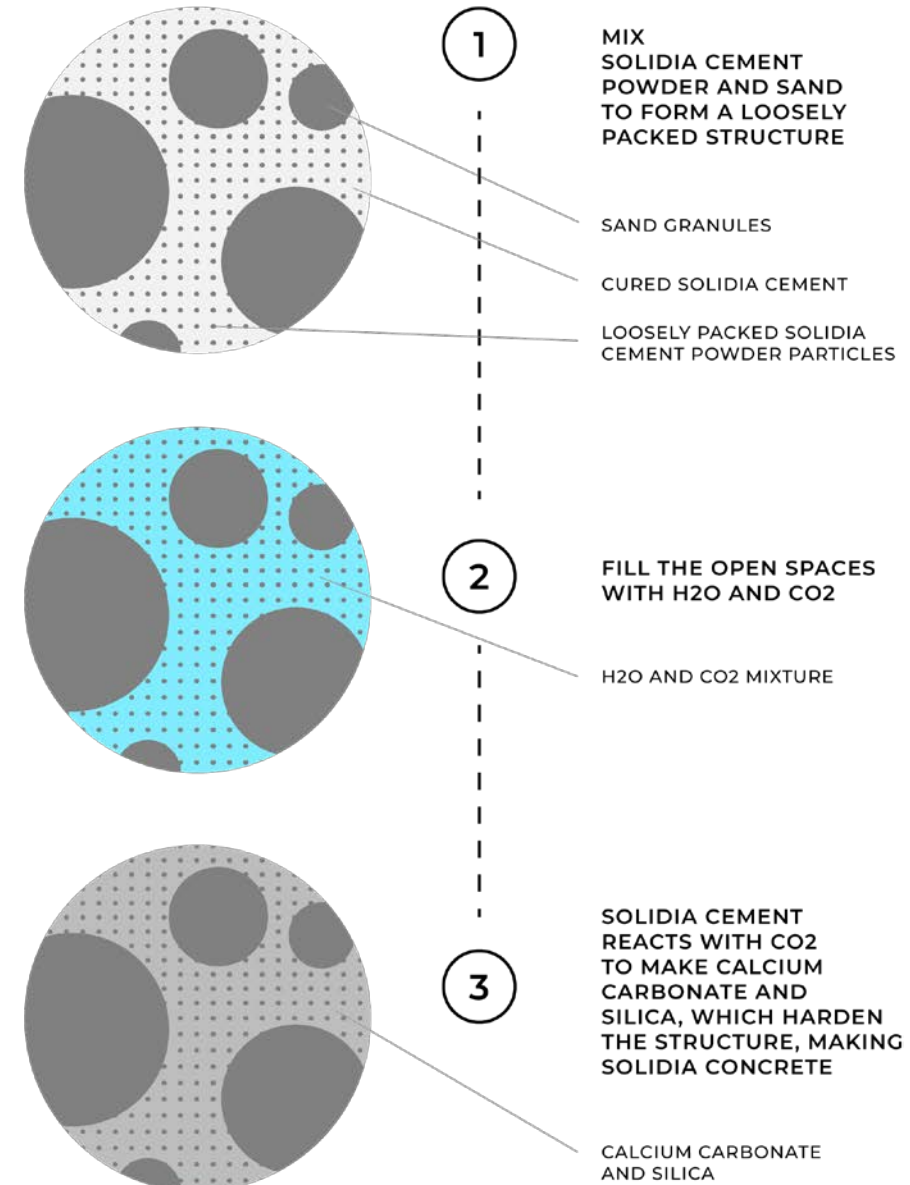 1
MIX
SOLIDIA CEMENT
POWDER AND SAND
TO FORM A LOOSELY
PACKED STRUCTURE
SAND GRANULES
CURED SOLIDIA CEMENT
LOOSELY PACKED SOLIDIA
CEMENT POWDER PARTICLES
2
FILL THE OPEN SPACES
WITH H2O AND CO2
H2O AND CO2 MIXTURE
3
SOLIDIA CEMENT
REACTS WITH CO2
TO MAKE CALCIUM
CARBONATE AND
SILICA, WHICH HARDEN
THE STRUCTURE, MAKING
SOLIDIA CONCRETE
CALCIUM CARBONATE
AND SILICA